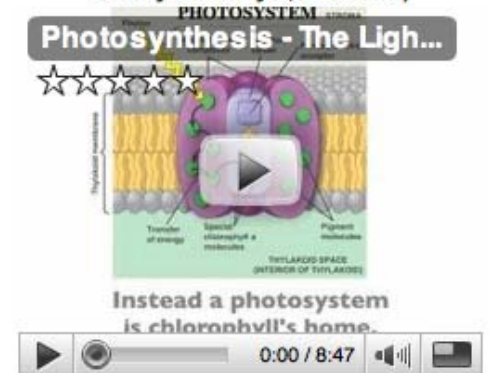 PHOTOSYSTEM STROMA
Photosynthesis - The Ligh...
Thylakoid membrane
Transfer
of energy
Special
chlorophyll a
molecules
Pigment
molecules
THYLAKOID SPACE
(INTERIOR OF THYLAKOID)
Instead a photosystem
is chlorophyll's home.
0:00 / 8:47